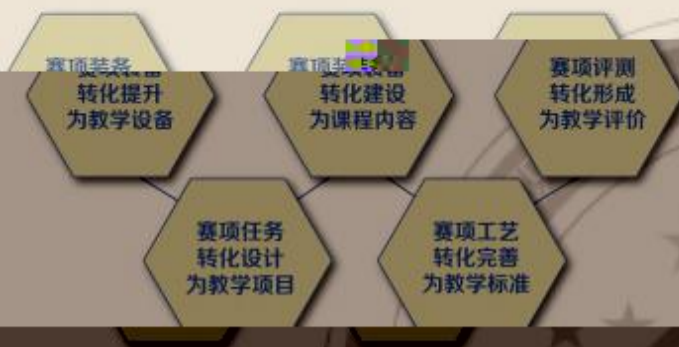 赛项装备
转化提升
为教学设备
赛项
转化建设
为课程内容
赛项评测
转化形成
为教学评价
赛项任务
转化设计
为教学项目
赛项工艺
转化完善
为教学标准